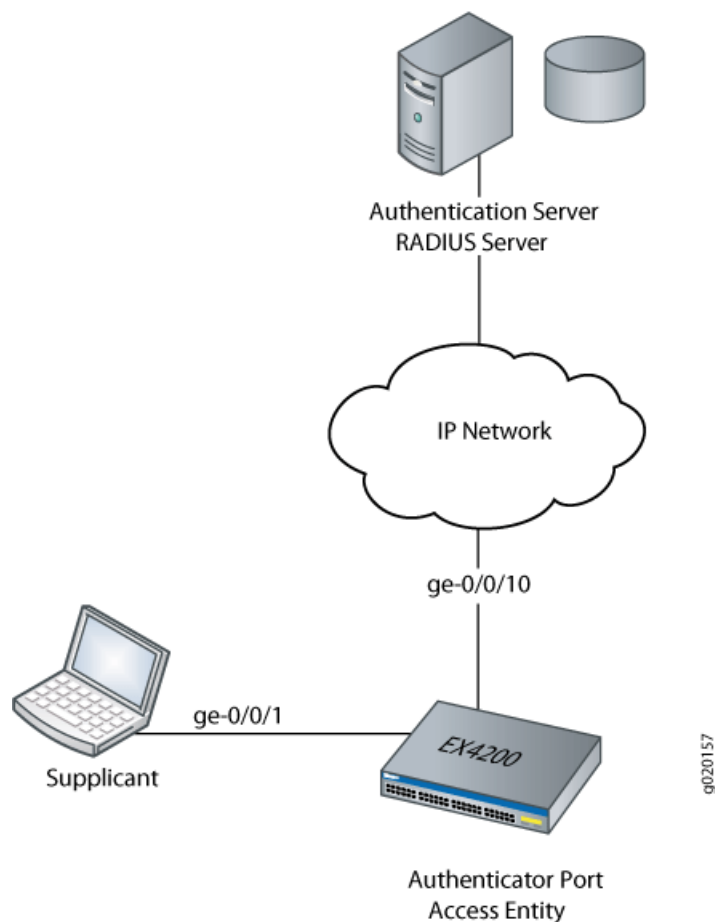 Authentication Server
RADIUS Server
IP Network
ge-0/0/10
ge-0/0/1
EX4200
Supplicant
g020157
Authenticator Port
Access Entity